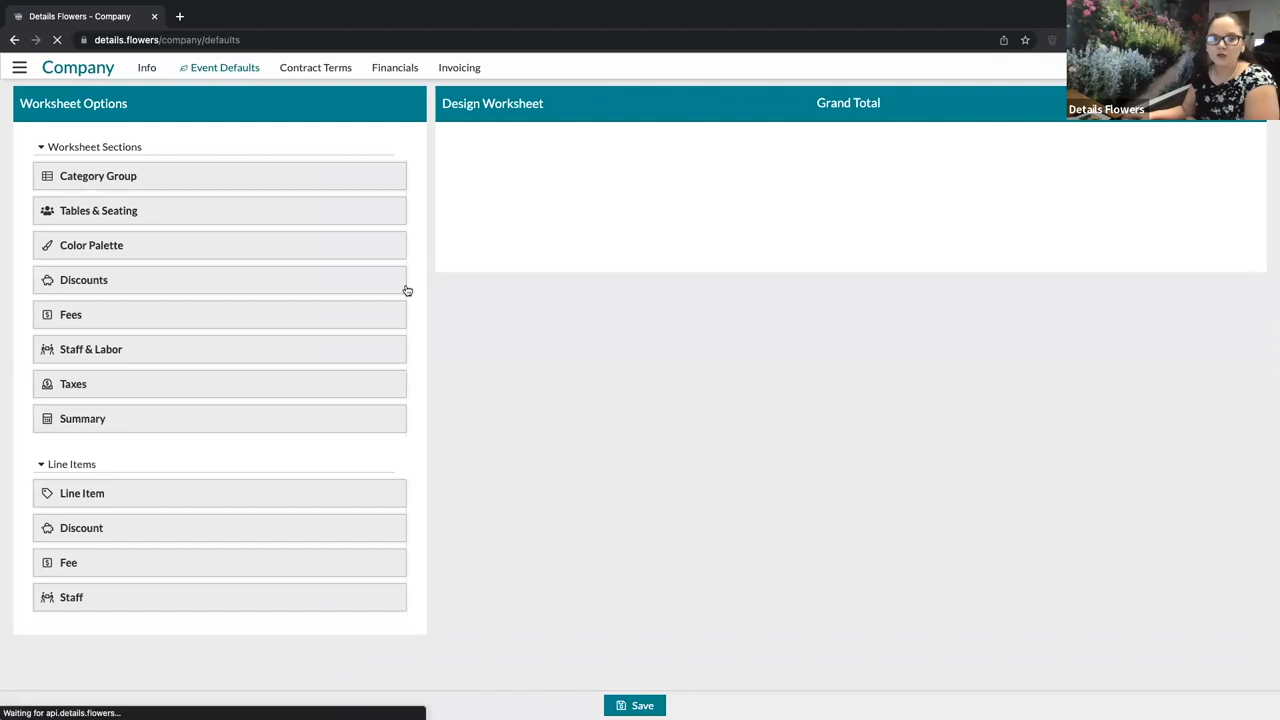 Details Flowers - Company
details.flowers/company/defaults
Company
Info
Event Defaults
Contract Terms
Financials
Invoicing
Details Flowers
Worksheet Options
Design Worksheet
Grand Total
Worksheet Sections
Category Group
Tables & Seating
Color Palette
Discounts
Fees
Staff & Labor
Taxes
Summary
Line Items
Line Item
Discount
Fee
Staff
Save
Waiting for api.details.flowers...